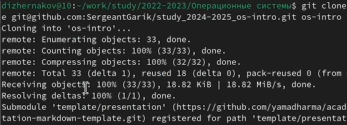 dizhernakov@10:~/work/study/2022-2023/Операционные системы$ git clone
git@github.com:SergeantGarik/study_2024-2025_os-intro.git os-intro
Cloning into 'os-intro'...
remote: Enumerating objects: 33, done.
remote: Counting objects: 100% (33/33), done.
remote: Compressing objects: 100% (32/32), done.
remote: Total 33 (delta 1), reused 18 (delta 0), pack-reused 0 (from
Receiving objects: 100% (33/33), 18.82 KiB | 18.82 MiB/s, done.
Resolving deltas: 100% (1/1), done.
Submodule 'template/presentation' (https://github.com/yamadharma/acad
tation-markdown-template.git) registered for path 'template/presentat